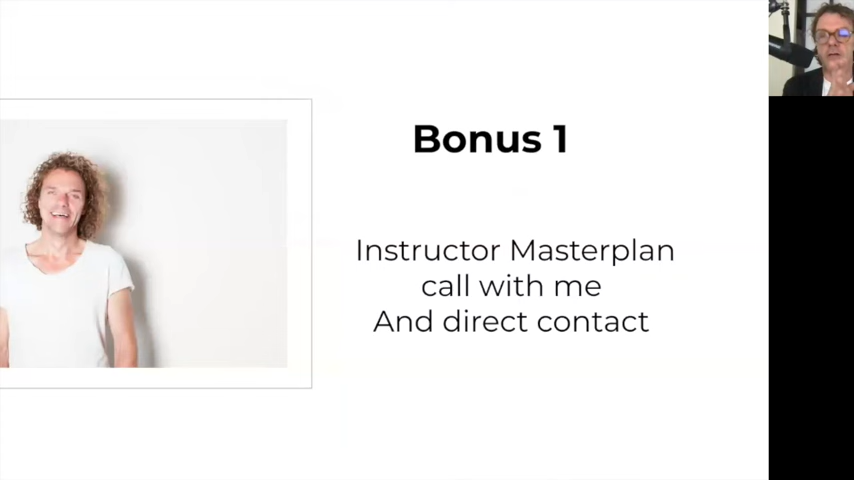 Bonus 1
Instructor Masterplan
call with me
And direct contact